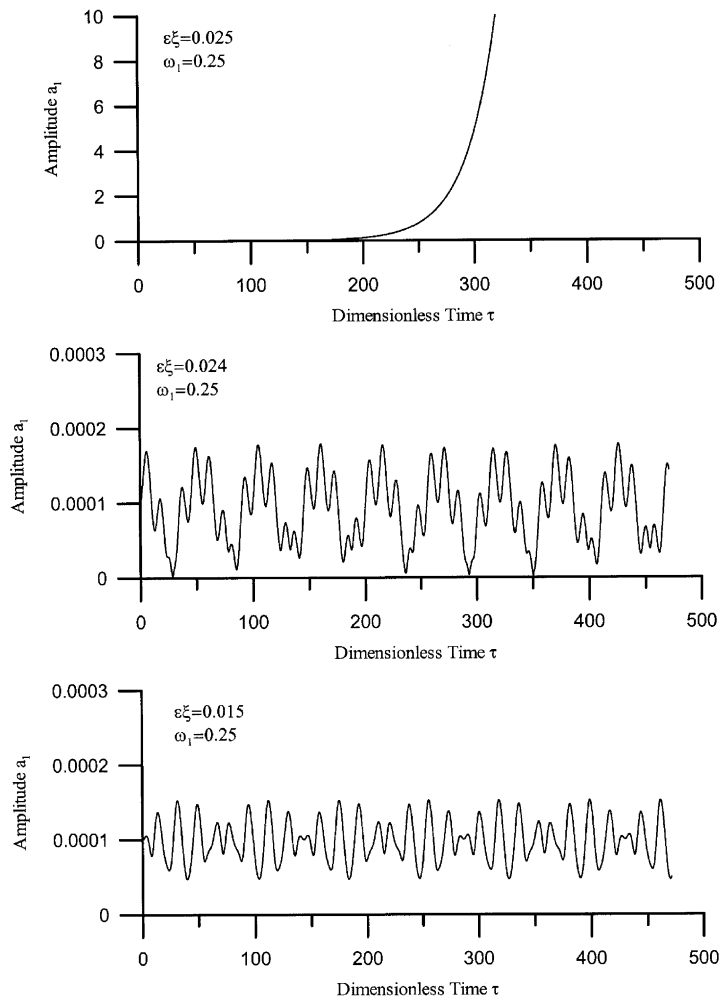 10
εξ=0.025
8
ω₁=0.25
6
Amplitude a₁
4
2
0
0 100 200 300 400 500
Dimensionless Time τ
0.0003
εξ=0.024
ω₁=0.25
0.0002
Amplitude a₁
0.0001
0
0 100 200 300 400 500
Dimensionless Time τ
0.0003
εξ=0.015
ω₁=0.25
0.0002
Amplitude a₁
0.0001
0
0 100 200 300 400 500
Dimensionless Time τ